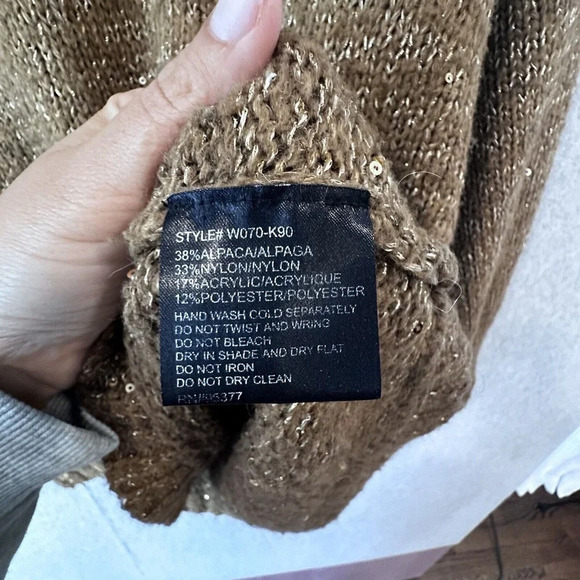 STYLE# W070-K90
38%ALPACA/ALPAGA
33%NYLON/NYLON
17%ACRYLIC/ACRYLIQUE
12%POLYESTER/POLYESTER
HAND WASH COLD SEPARATELY
DO NOT TWIST AND WRING
DO NOT BLEACH
DRY IN SHADE AND DRY FLAT
DO NOT IRON
DO NOT DRY CLEAN